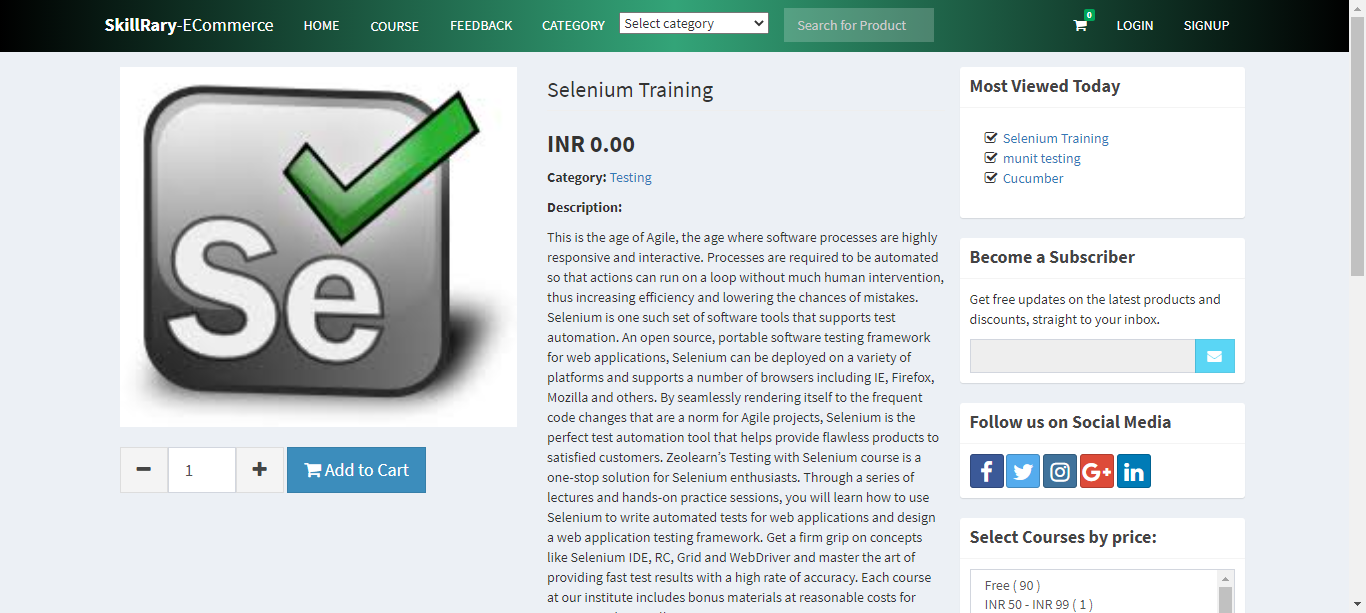 SkillRary-ECommerce HOME COURSE FEEDBACK CATEGORY Select category Search for Product 0 LOGIN SIGNUP
Se
1
Add to Cart
Selenium Training
INR 0.00
Category: Testing
Description:
This is the age of Agile, the age where software processes are highly
responsive and interactive. Processes are required to be automated
so that actions can run on a loop without much human intervention,
thus increasing efficiency and lowering the chances of mistakes.
Selenium is one such set of software tools that supports test
automation. An open source, portable software testing framework
for web applications, Selenium can be deployed on a variety of
platforms and supports a number of browsers including IE, Firefox,
Mozilla and others. By seamlessly rendering itself to the frequent
code changes that are a norm for Agile projects, Selenium is the
perfect test automation tool that helps provide flawless products to
satisfied customers. Zeolearn’s Testing with Selenium course is a
one-stop solution for Selenium enthusiasts. Through a series of
lectures and hands-on practice sessions, you will learn how to use
Selenium to write automated tests for web applications and design
a web application testing framework. Get a firm grip on concepts
like Selenium IDE, RC, Grid and WebDriver and master the art of
providing fast test results with a high rate of accuracy. Each course
at our institute includes bonus materials at reasonable costs for
Most Viewed Today
Selenium Training
munit testing
Cucumber
Become a Subscriber
Get free updates on the latest products and
discounts, straight to your inbox.
Follow us on Social Media
f G+ in
Select Courses by price:
Free ( 90 )
INR 50 - INR 99 ( 1 )